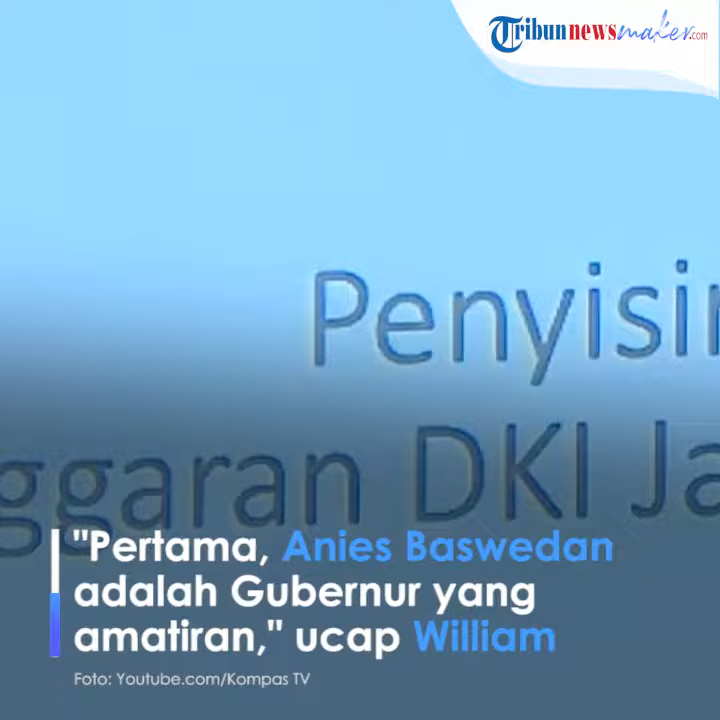 Tribunnewsmaker.com
Penyisi
ggaran DKI Ja
"Pertama, Anies Baswedan
adalah Gubernur yang
amatiran," ucap William
Foto: Youtube.com/Kompas TV